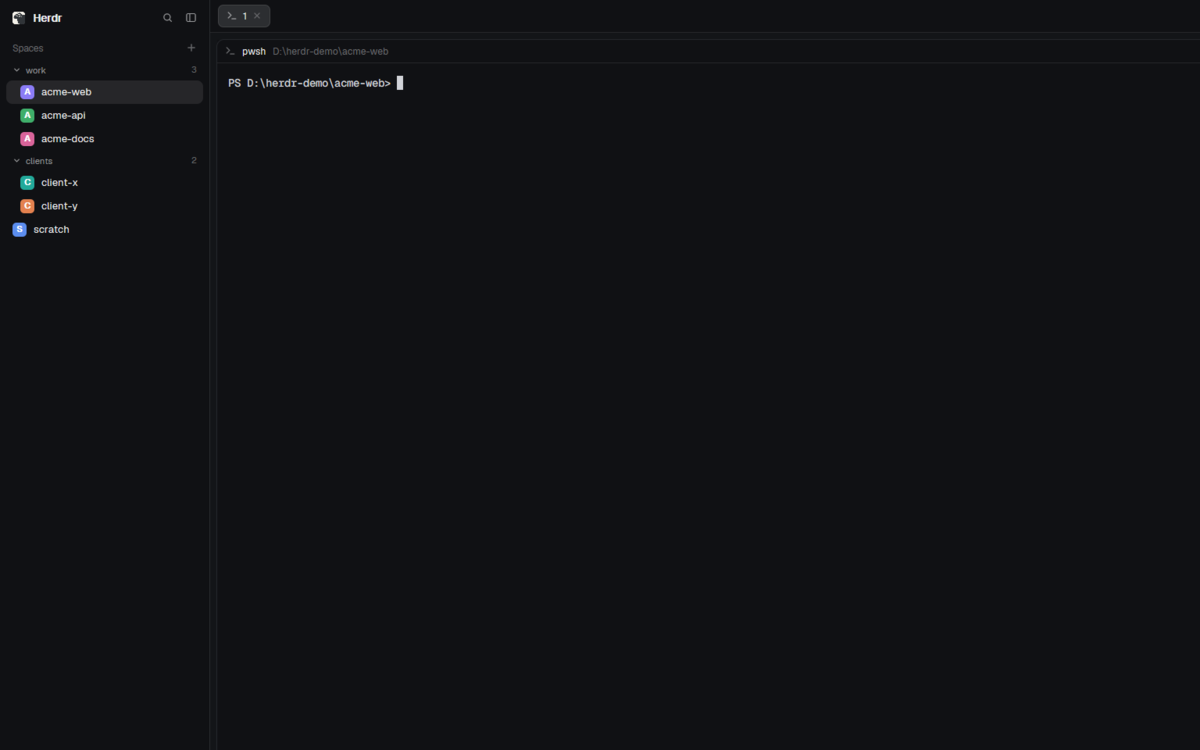 Herdr
Spaces
work 3
A acme-web
A acme-api
A acme-docs
clients 2
C client-x
C client-y
S scratch
>_ 1 ×
>_ pwsh D:\herdr-demo\acme-web
PS D:\herdr-demo\acme-web>